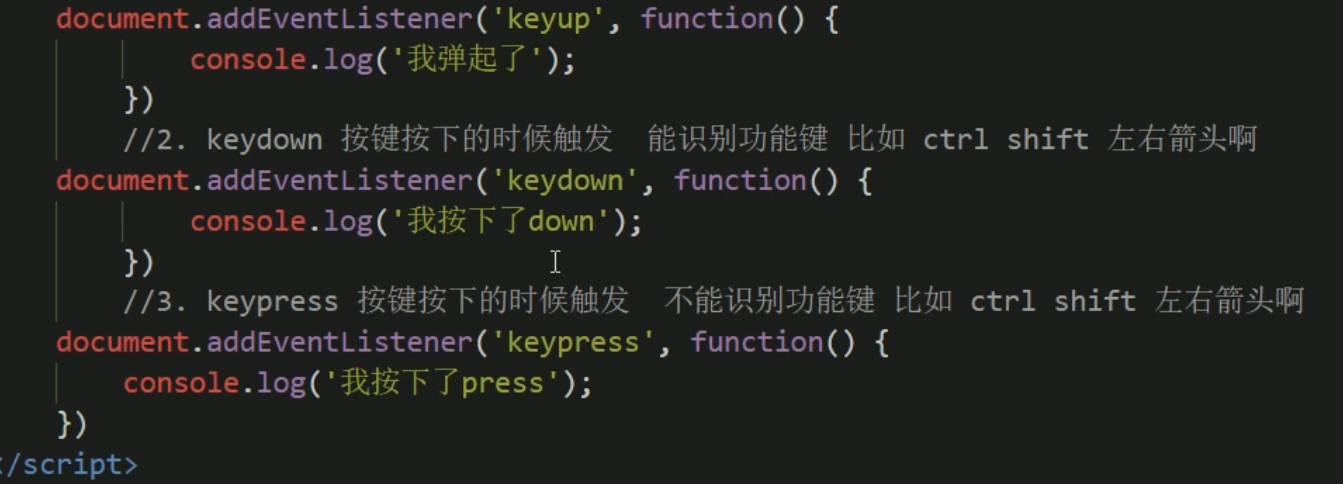 document.addEventListener('keyup', function() {
console.log('我弹起了');
})
//2. keydown 按键按下的时候触发 能识别功能键 比如 ctrl shift 左右箭头啊
document.addEventListener('keydown', function() {
console.log('我按下了down');
})
//3. keypress 按键按下的时候触发 不能识别功能键 比如 ctrl shift 左右箭头啊
document.addEventListener('keypress', function() {
console.log('我按下了press');
})
</script>